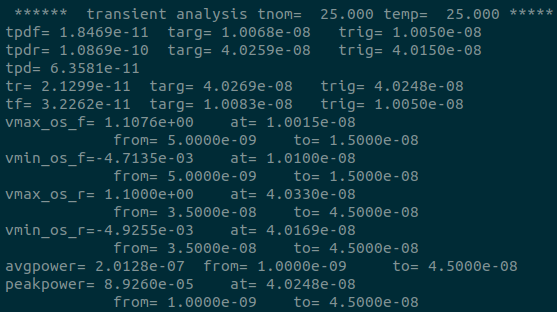 ****** transient analysis tnom= 25.000 temp= 25.000 *****
tpdf= 1.8469e-11 targ= 1.0068e-08 trig= 1.0050e-08
tpdr= 1.0869e-10 targ= 4.0259e-08 trig= 4.0150e-08
tpd= 6.3581e-11
tr= 2.1299e-11 targ= 4.0269e-08 trig= 4.0248e-08
tf= 3.2262e-11 targ= 1.0083e-08 trig= 1.0050e-08
vmax_os_f= 1.1076e+00 at= 1.0015e-08
from= 5.0000e-09 to= 1.5000e-08
vmin_os_f=-4.7135e-03 at= 1.0100e-08
from= 5.0000e-09 to= 1.5000e-08
vmax_os_r= 1.1000e+00 at= 4.0330e-08
from= 3.5000e-08 to= 4.5000e-08
vmin_os_r=-4.9255e-03 at= 4.0169e-08
from= 3.5000e-08 to= 4.5000e-08
avgpower= 2.0128e-07 from= 1.0000e-09 to= 4.5000e-08
peakpower= 8.9260e-05 at= 4.0248e-08
from= 1.0000e-09 to= 4.5000e-08